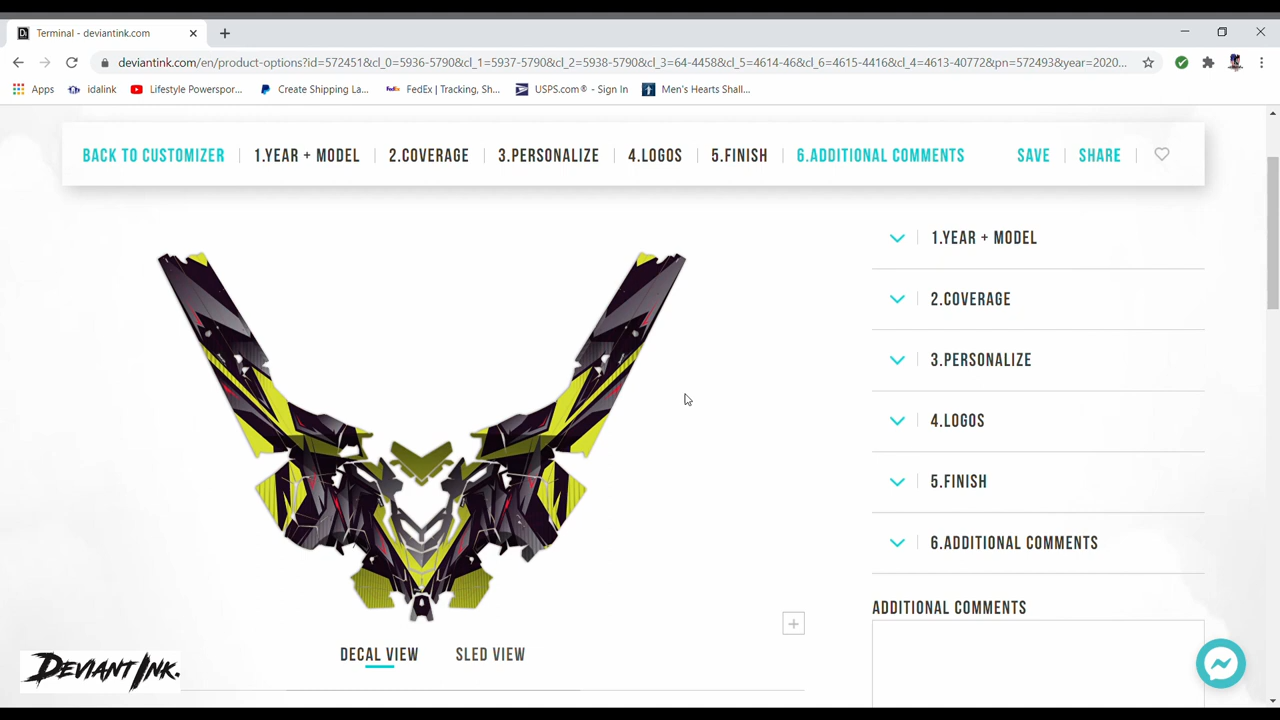 Terminal - deviantink.com
deviantink.com/en/product-options?id=572451&cl_0=5936-57908&cl_1=5937-5790&cl_2=5938-5790&cl_3=64-4458&cl_5=4614-468&cl_6=4615-4416&cl_4=4613-40772&pn=572493&year=2020...
Apps idalink Lifestyle Powerspor... Create Shipping La... FedEx | Tracking, Sh... USPS.com® - Sign In Men's Hearts Shall...
BACK TO CUSTOMIZER 1.YEAR + MODEL 2.COVERAGE 3.PERSONALIZE 4.LOGOS 5.FINISH 6.ADDITIONAL COMMENTS SAVE SHARE
1.YEAR + MODEL
2.COVERAGE
3.PERSONALIZE
4.LOGOS
5.FINISH
6.ADDITIONAL COMMENTS
ADDITIONAL COMMENTS
DECAL VIEW SLED VIEW
DEVIANT INK.